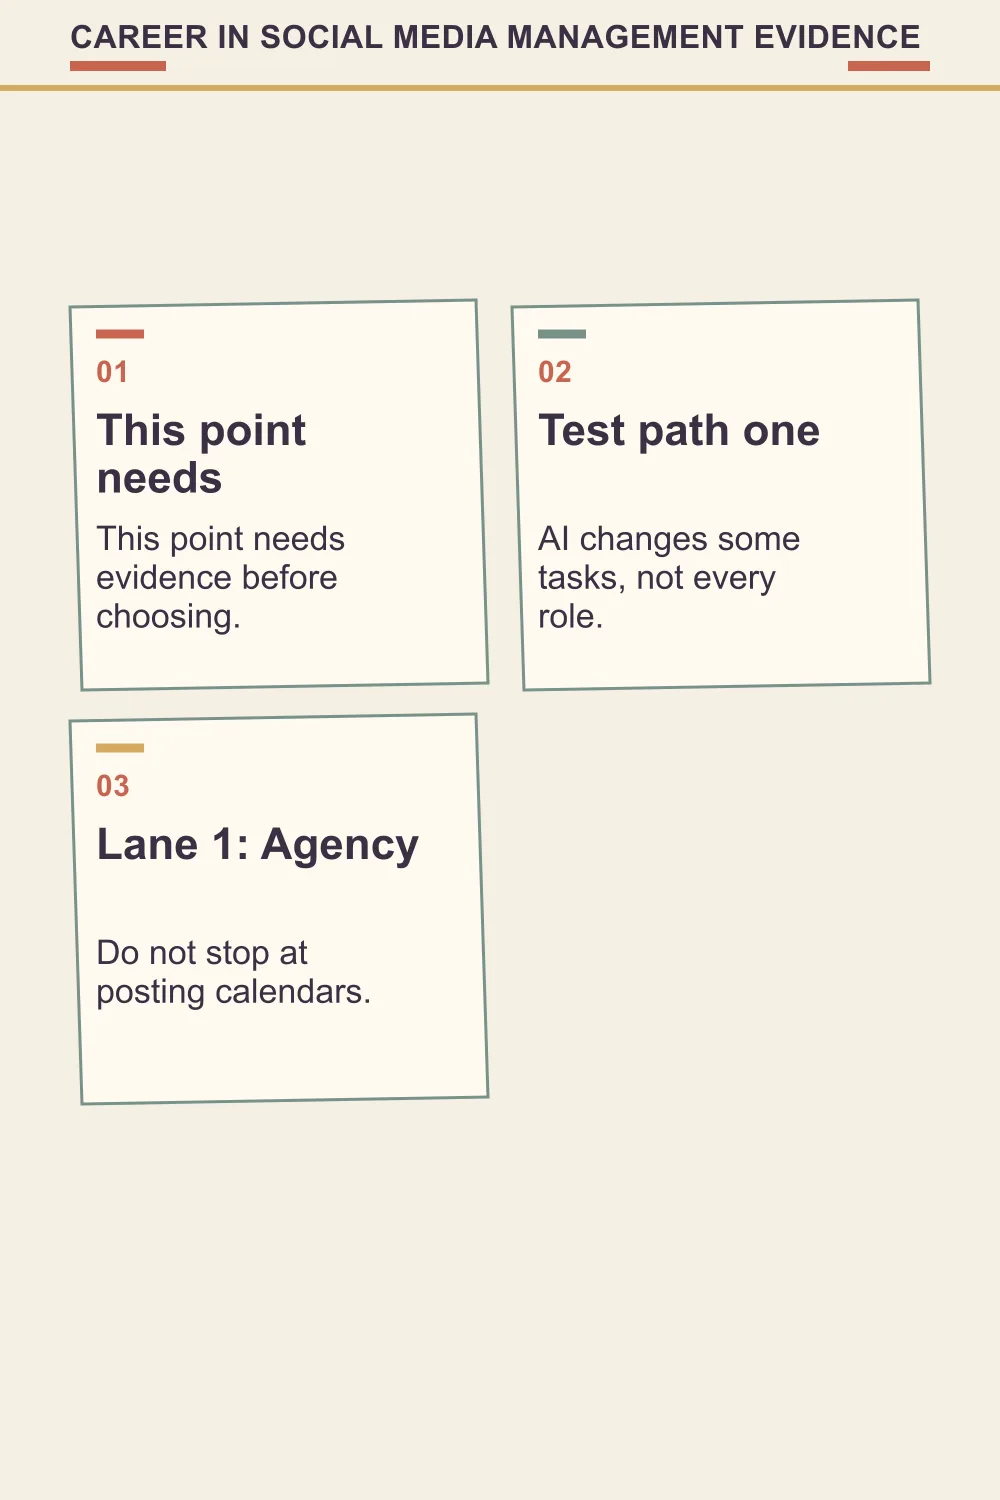 CAREER IN SOCIAL MEDIA MANAGEMENT EVIDENCE
01
This point
needs
This point needs
evidence before
choosing.
02
Test path one
AI changes some
tasks, not every
role.
03
Lane 1: Agency
Do not stop at
posting calendars.